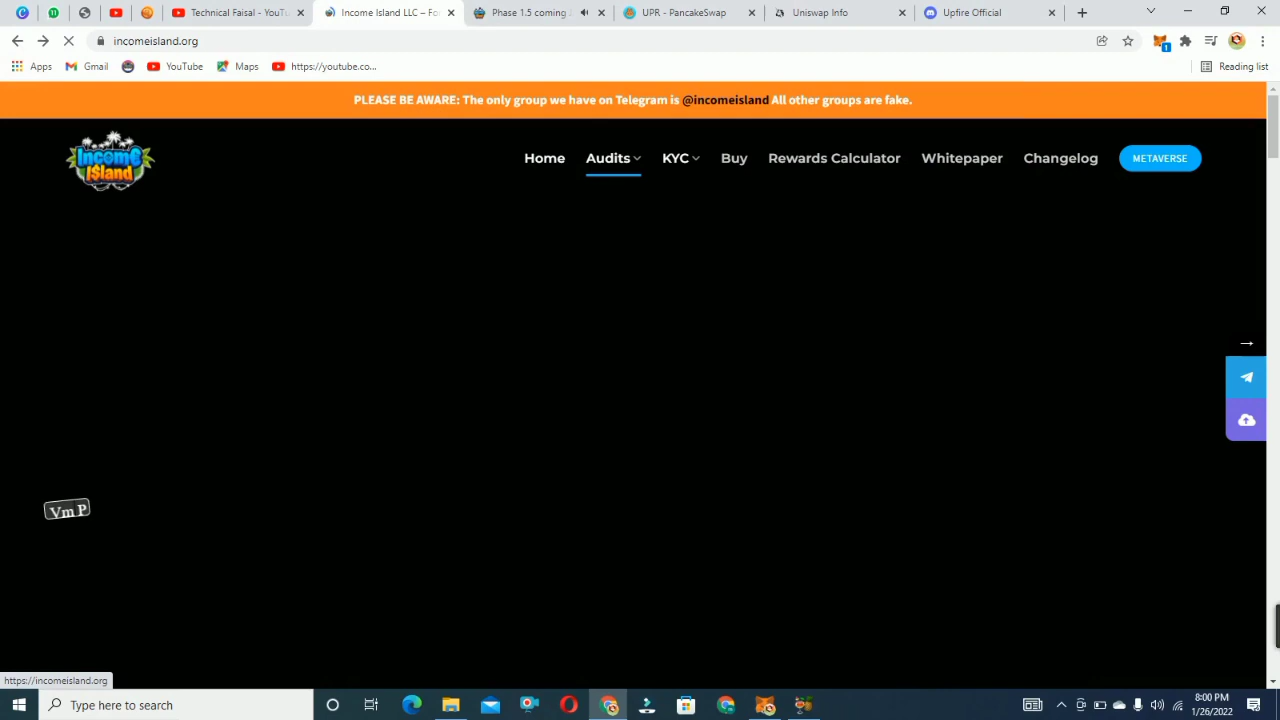 Technical Faisal - YouTu
Income Island LLC – Fo
Phase 1.5 coming
UPR - PancakeSwap
Uniswap Info
Upfire Official
incomeisland.org
1
Apps
Gmail
YouTube
Maps
https://youtube.co...
Reading list
PLEASE BE AWARE: The only group we have on Telegram is @incomeisland All other groups are fake.
Income
I$land
Home
Audits
KYC
Buy
Rewards Calculator
Whitepaper
Changelog
METAVERSE
→
Vm P
https://incomeisland.org
Type here to search
8:00 PM
1/26/2022